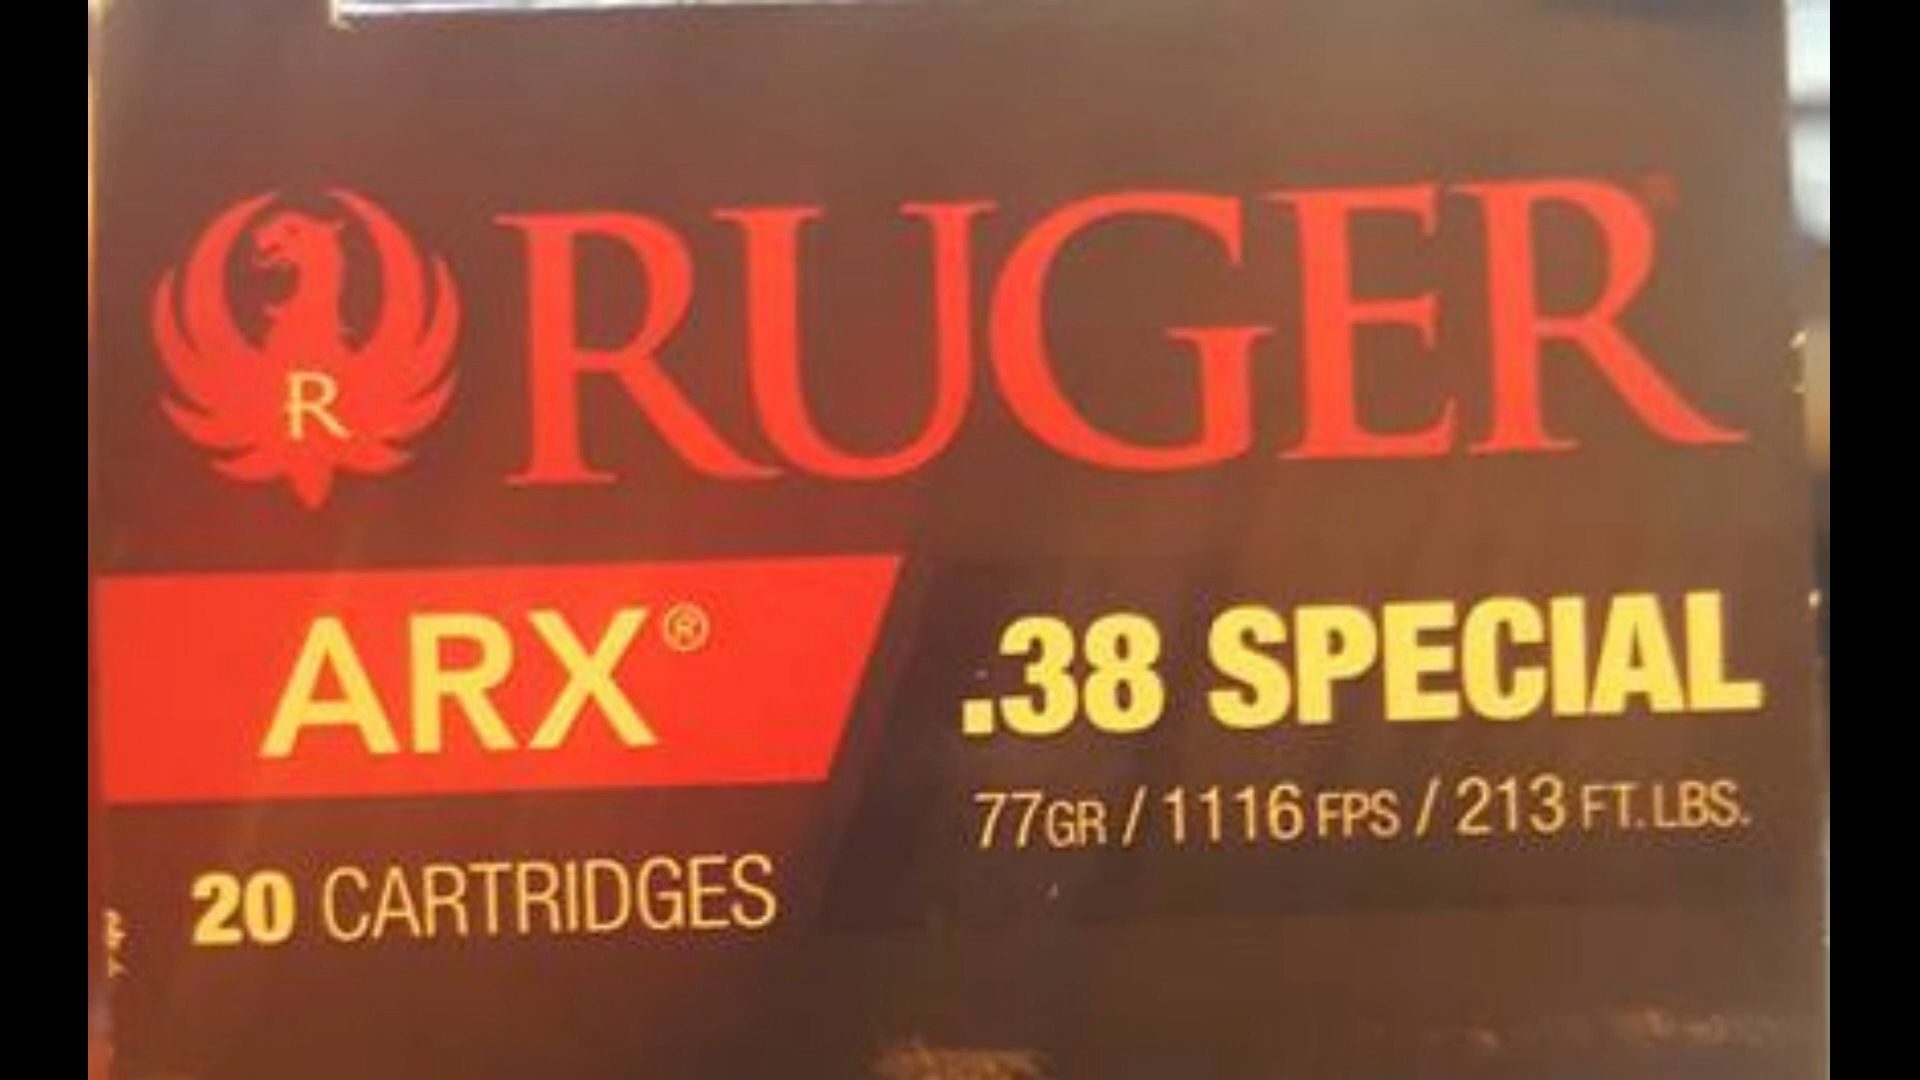 R RUGER
ARX®
.38 SPECIAL
77GR / 1116 FPS / 213 FT. LBS.
20 CARTRIDGES